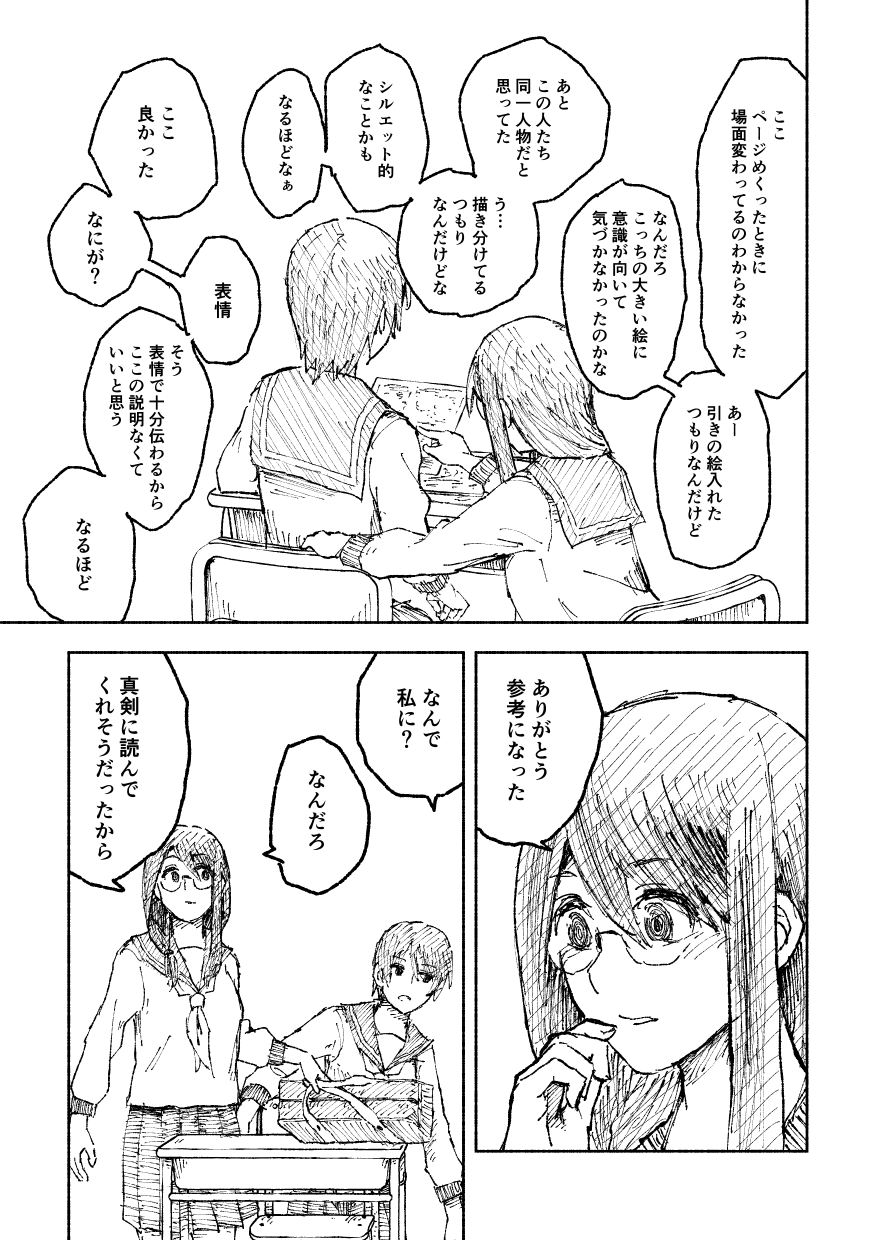 ここ
ページめくったときに
場面変わってるのわからなかった
なんだろ
こっちの大きい絵に
意識が向いて
気づかなかったのかな
あー
引きの絵入れた
つもりなんだけど
あと
この人たち
同一人物だと
思ってた
う…
描き分けてる
つもり
なんだけどな
シルエット的
なことかも
なるほどなぁ
ここ
良かった
なにが？
表情
そう
表情で十分伝わるから
ここの説明なくて
いいと思う
なるほど
ありがとう
参考になった
なんで
私に？
なんだろ
真剣に読んで
くれそうだったから